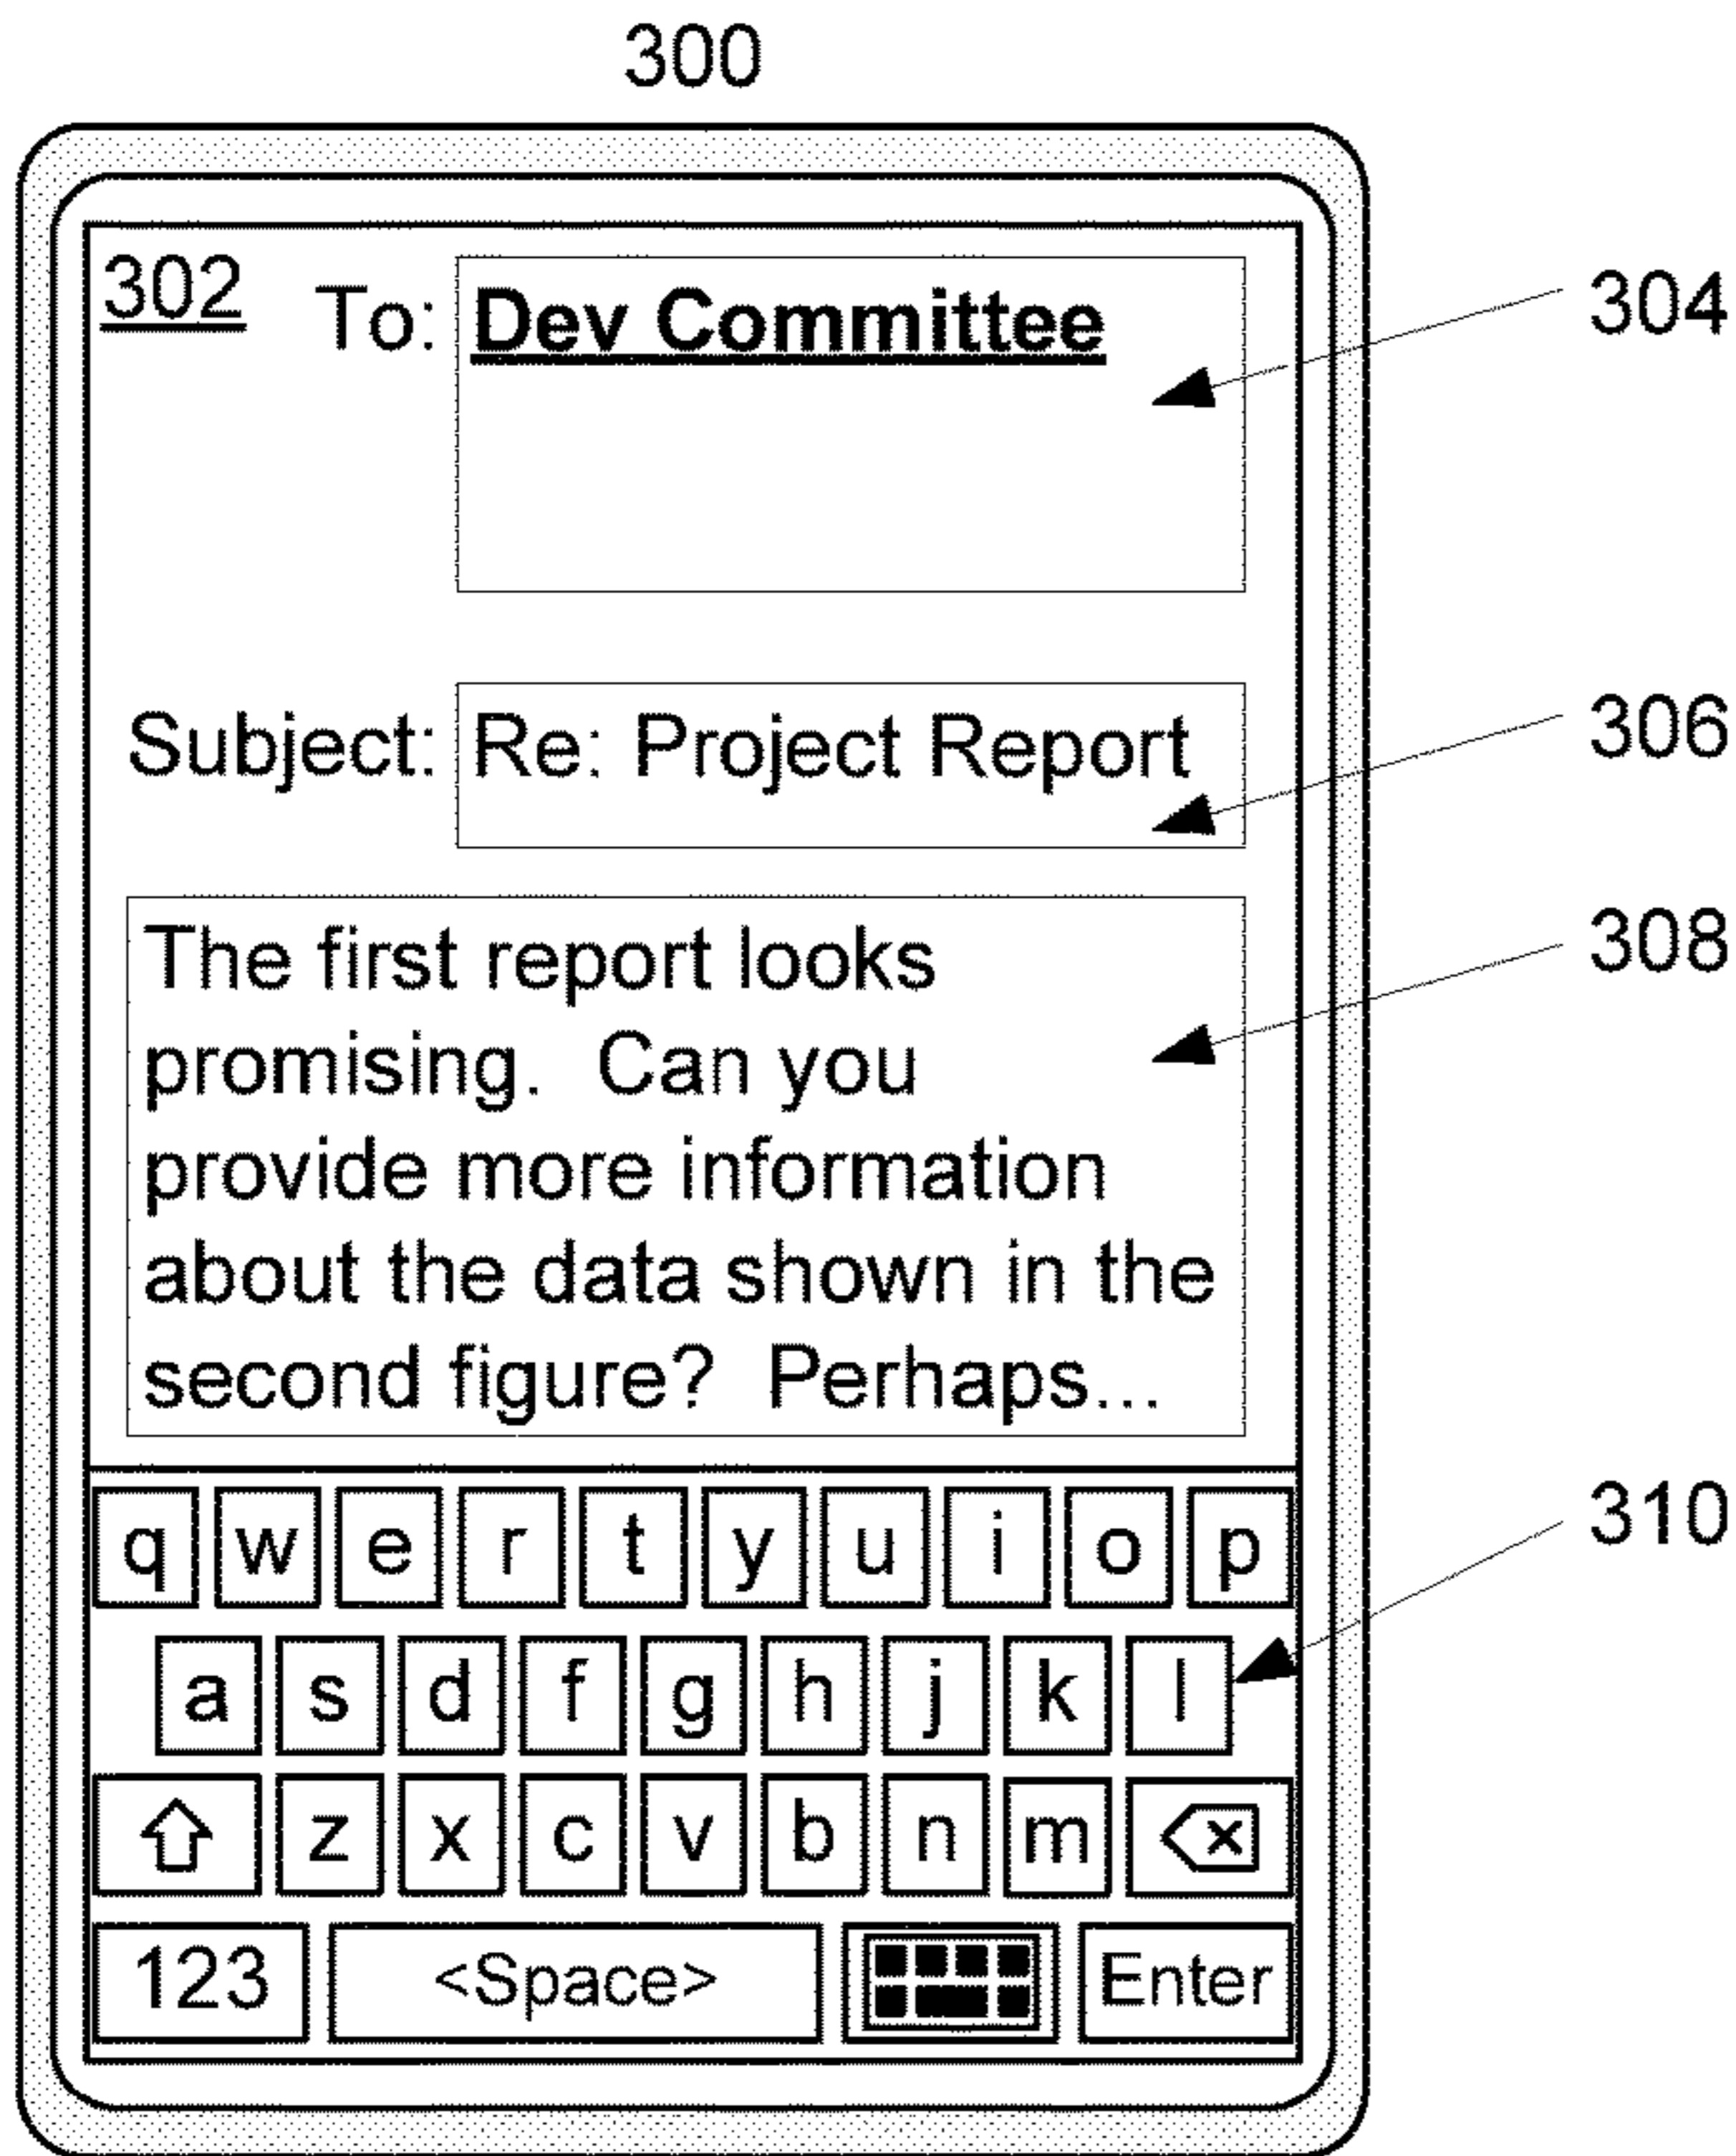 300
302 To: Dev Committee
304
Subject: Re: Project Report
306
The first report looks
308
promising.  Can you
provide more information
about the data shown in the
second figure?  Perhaps...
310
q w e r t y u i o p
a s d f g h j k l
z x c v b n m
123 <Space> Enter